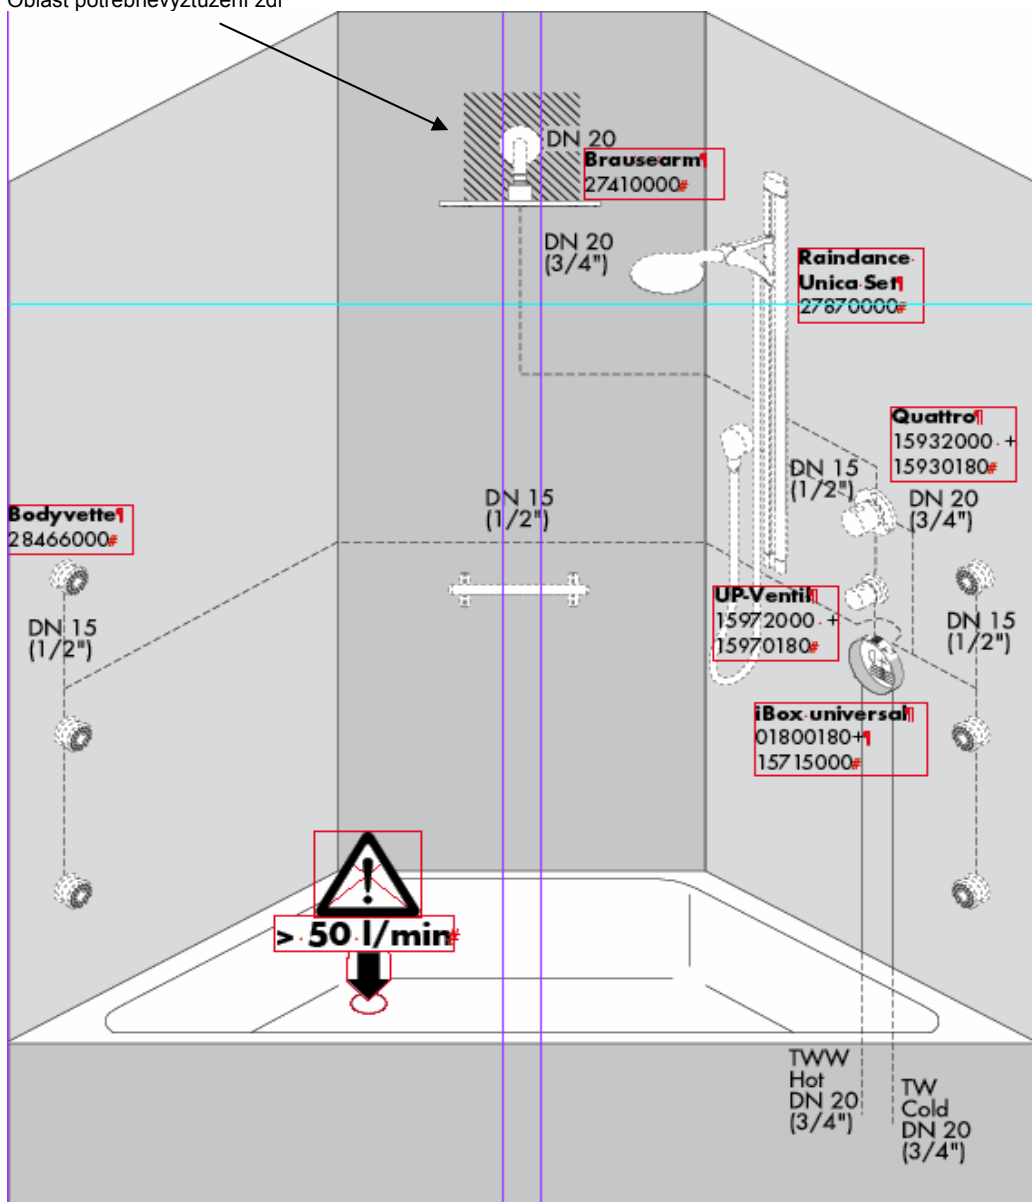 Oblast potřebnévyztužení zdi
DN 20
Brausearm¶
27410000#
DN 20
(3/4")
Raindance·
Unica·Set¶
27870000#
Quattro¶
15932000·+
15930180#
DN 15
(1/2")
DN 20
(3/4")
DN 15
(1/2")
Bodyvette¶
28466000#
DN 15
(1/2")
UP-Ventil¶
15972000·+
15970180#
DN 15
(1/2")
iBox·universal¶
01800180+¶
15715000#
>·50·l/min#
TWW
Hot
DN 20
(3/4")
TW
Cold
DN 20
(3/4")